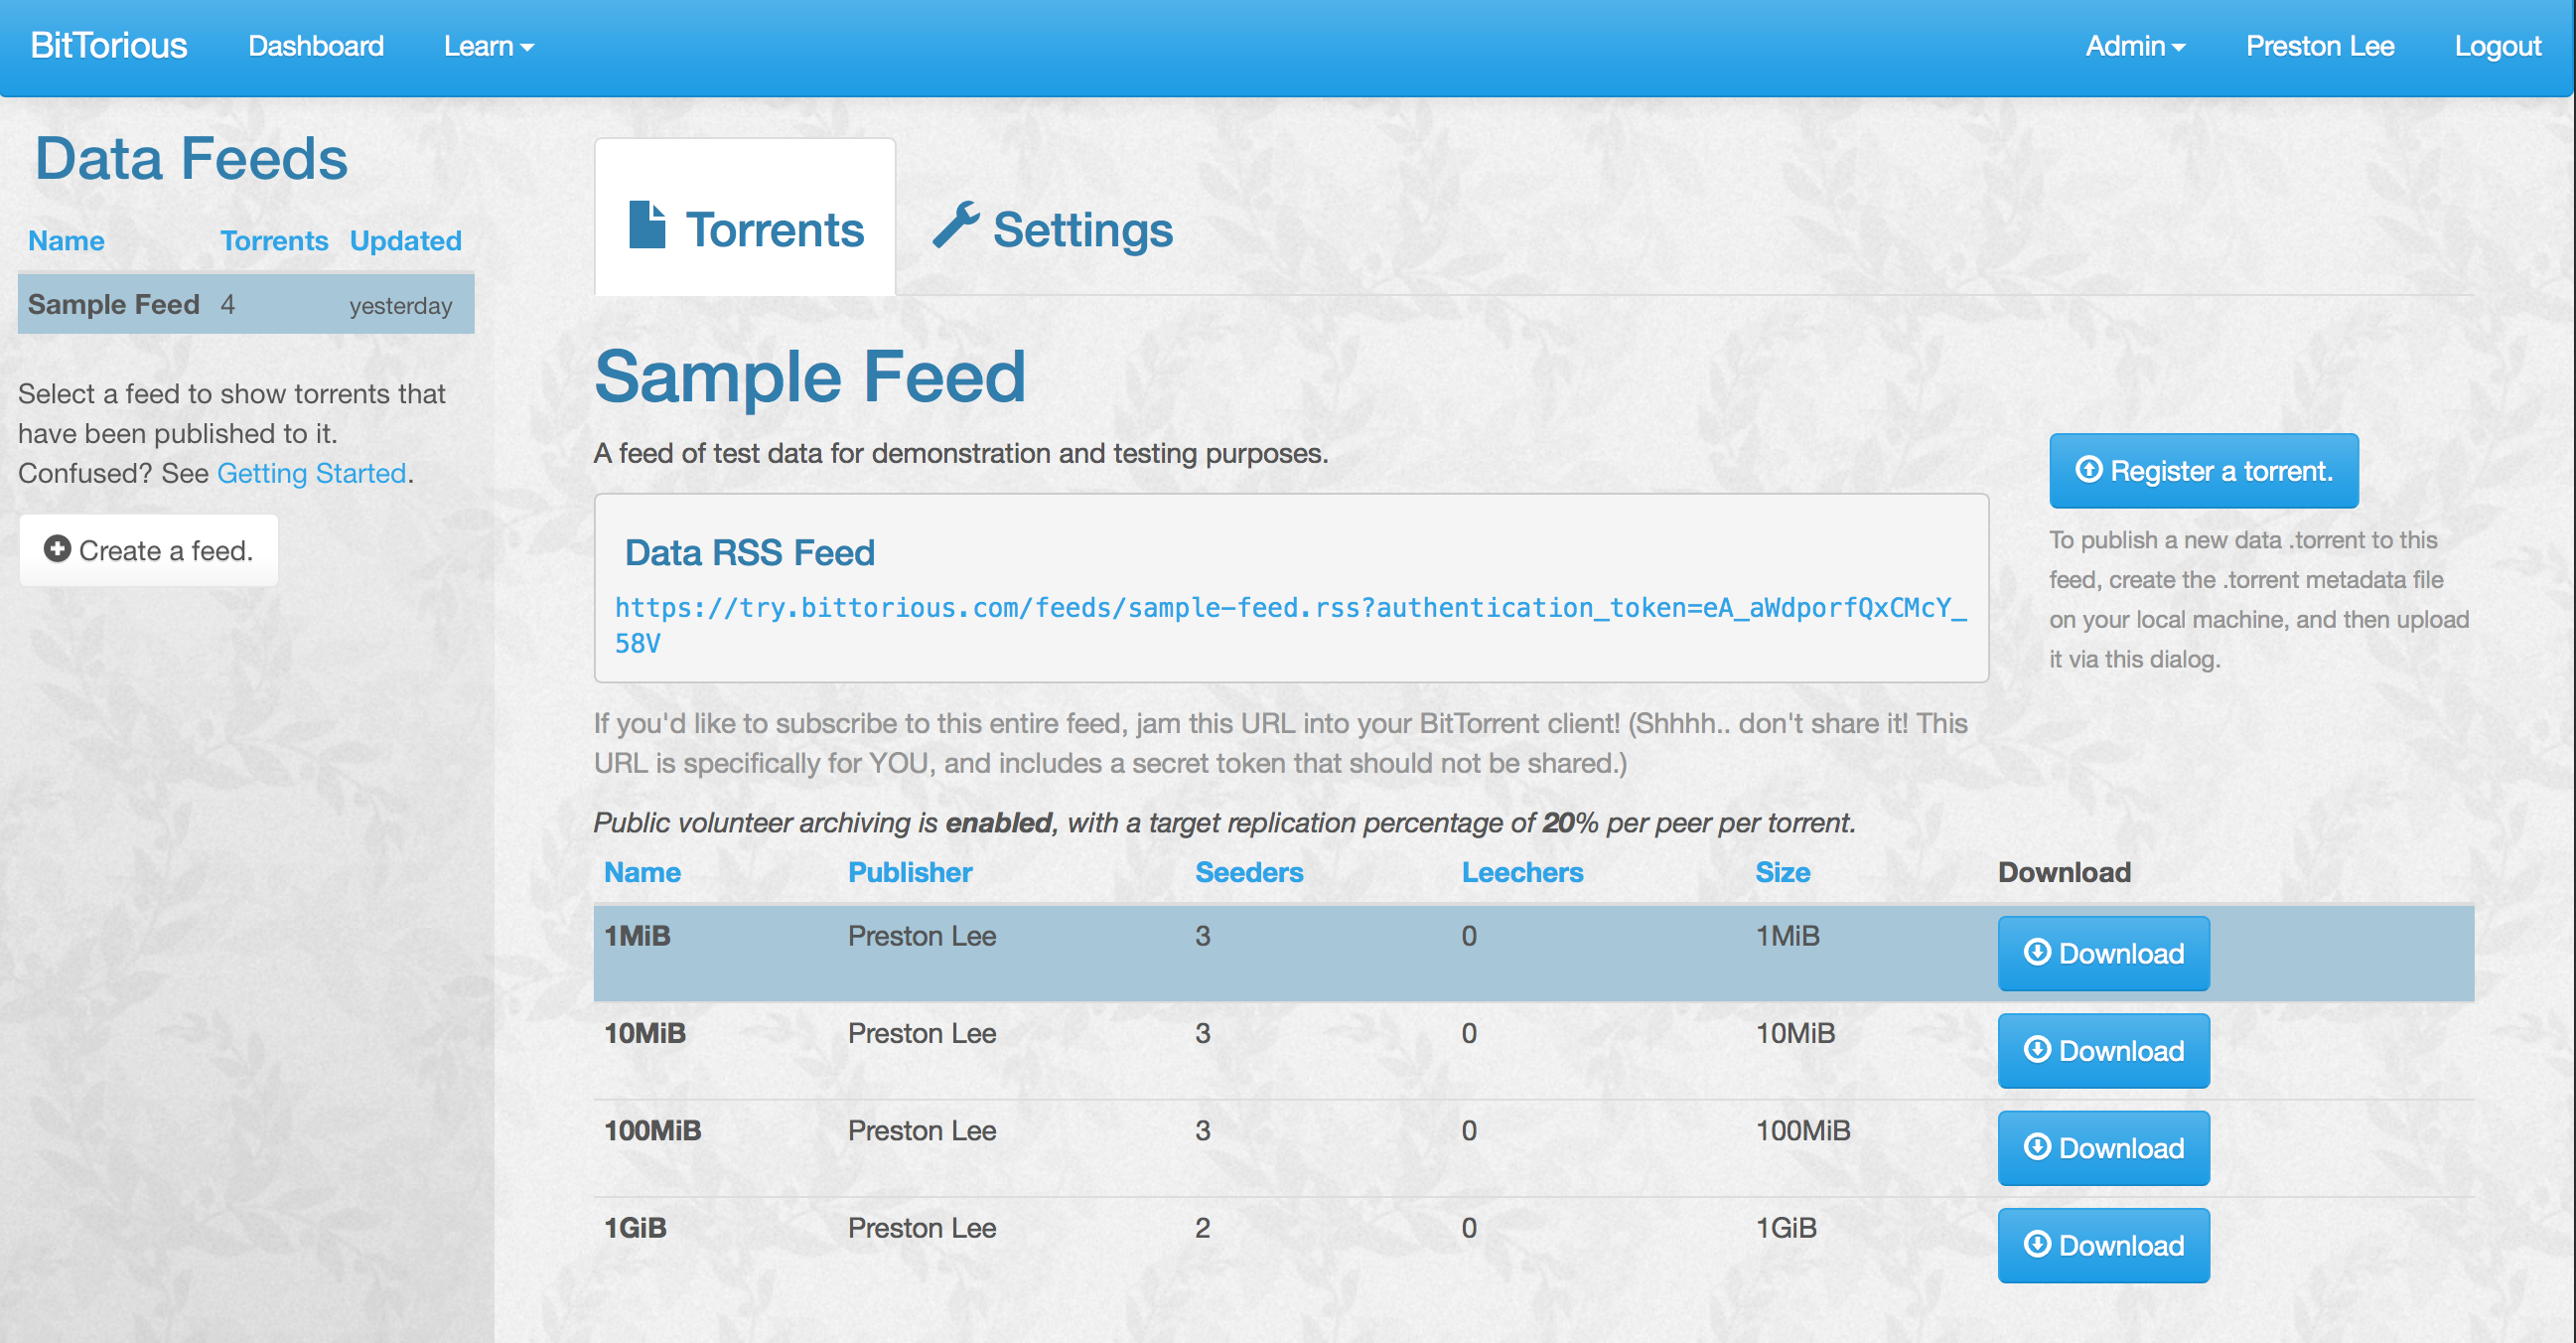 BitTorious Dashboard Learn Admin Preston Lee Logout
Data Feeds
Name Torrents Updated
Sample Feed 4 yesterday
Select a feed to show torrents that
have been published to it.
Confused? See Getting Started.
Create a feed.
Torrents Settings
Sample Feed
A feed of test data for demonstration and testing purposes.
Data RSS Feed
https://try.bittorious.com/feeds/sample-feed.rss?authentication_token=eA_aWdporfQxCMcY_
58V
If you'd like to subscribe to this entire feed, jam this URL into your BitTorrent client! (Shhhh.. don't share it! This
URL is specifically for YOU, and includes a secret token that should not be shared.)
Register a torrent.
To publish a new data .torrent to this
feed, create the .torrent metadata file
on your local machine, and then upload
it via this dialog.
Public volunteer archiving is enabled, with a target replication percentage of 20% per peer per torrent.
Name Publisher Seeders Leechers Size Download
1MiB Preston Lee 3 0 1MiB Download
10MiB Preston Lee 3 0 10MiB Download
100MiB Preston Lee 3 0 100MiB Download
1GiB Preston Lee 2 0 1GiB Download